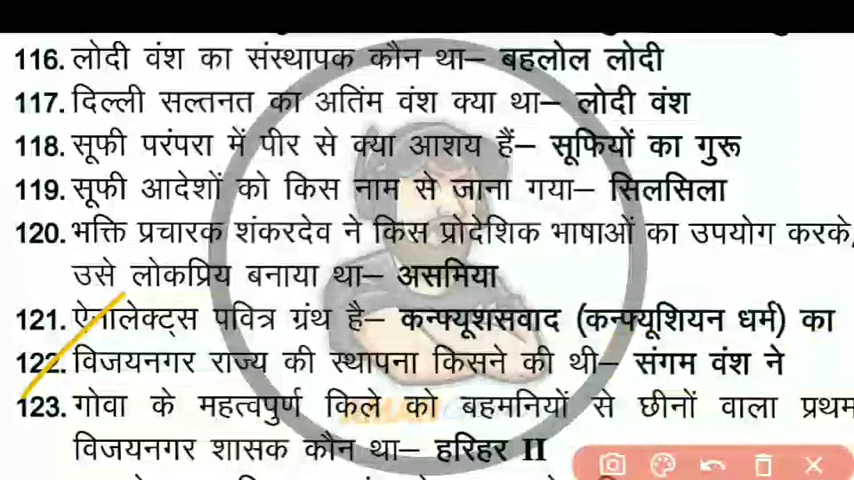 116. लोदी वंश का संस्थापक कौन था– बहलोल लोदी
117. दिल्ली सल्तनत का अतिंम वंश क्या था– लोदी वंश
118. सूफी परंपरा में पीर से क्या आशय हैं– सूफियों का गुरू
119. सूफी आदेशों को किस नाम से जाना गया– सिलसिला
120. भक्ति प्रचारक शंकरदेव ने किस प्रोदेशिक भाषाओं का उपयोग करके,
उसे लोकप्रिय बनाया था– असमिया
121. ऐनालेक्ट्स पवित्र ग्रंथ है– कन्फ्यूशसवाद (कन्फ्यूशियन धर्म) का
122. विजयनगर राज्य की स्थापना किसने की थी– संगम वंश ने
123. गोवा के महत्वपुर्ण किले को बहमनियों से छीनों वाला प्रथम
विजयनगर शासक कौन था– हरिहर II